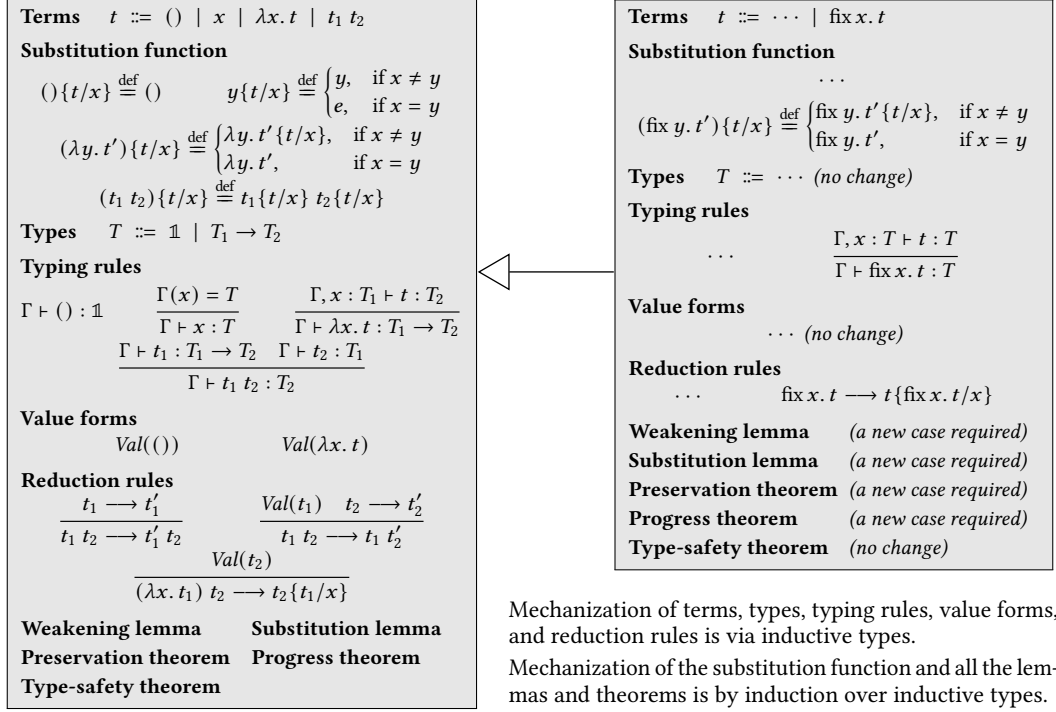 Terms t ::= () | x | λx. t | t₁ t₂
Substitution function
(){t/x} ≝ () y{t/x} ≝ { y, if x ≠ y
e, if x = y
(λy. t′){t/x} ≝ { λy. t′{t/x}, if x ≠ y
λy. t′, if x = y
(t₁ t₂){t/x} ≝ t₁{t/x} t₂{t/x}
Types T ::= 𝟙 | T₁ → T₂
Typing rules
Γ(x) = T Γ, x : T₁ ⊢ t : T₂
Γ ⊢ () : 𝟙
Γ ⊢ x : T Γ ⊢ λx. t : T₁ → T₂
Γ ⊢ t₁ : T₁ → T₂ Γ ⊢ t₂ : T₁
Γ ⊢ t₁ t₂ : T₂
Value forms
Val(()) Val(λx. t)
Reduction rules
t₁ ⟶ t₁′ Val(t₁) t₂ ⟶ t₂′
t₁ t₂ ⟶ t₁′ t₂ t₁ t₂ ⟶ t₁ t₂′
Val(t₂)
(λx. t₁) t₂ ⟶ t₂{t₁/x}
Weakening lemma Substitution lemma
Preservation theorem Progress theorem
Type-safety theorem
Terms t ::= ⋯ | fix x. t
Substitution function
⋯
(fix y. t′){t/x} ≝ { fix y. t′{t/x}, if x ≠ y
fix y. t′, if x = y
Types T ::= ⋯ (no change)
Typing rules
Γ, x : T ⊢ t : T
⋯
Γ ⊢ fix x. t : T
Value forms
⋯ (no change)
Reduction rules
⋯ fix x. t ⟶ t{fix x. t/x}
Weakening lemma (a new case required)
Substitution lemma (a new case required)
Preservation theorem (a new case required)
Progress theorem (a new case required)
Type-safety theorem (no change)
Mechanization of terms, types, typing rules, value forms,
and reduction rules is via inductive types.
Mechanization of the substitution function and all the lem-
mas and theorems is by induction over inductive types.